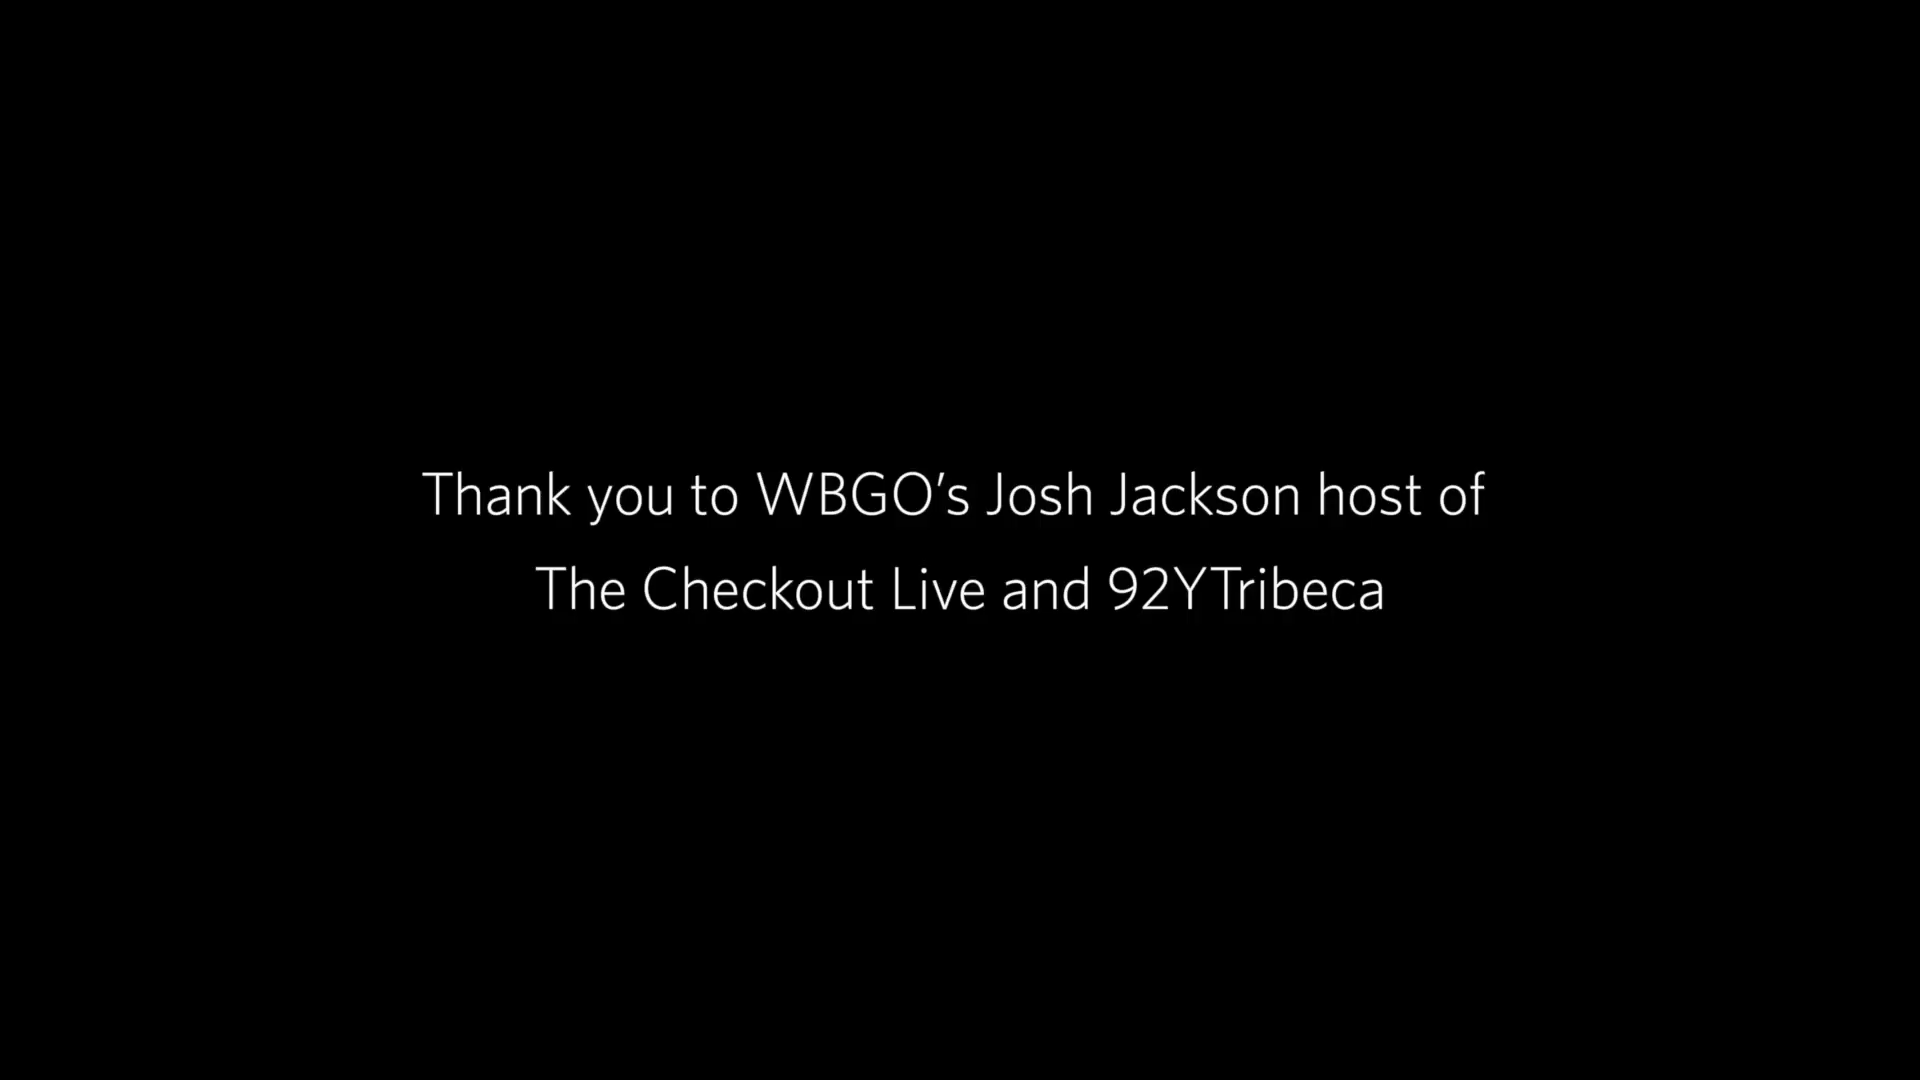 Thank you to WBGO’s Josh Jackson host of
The Checkout Live and 92YTribeca